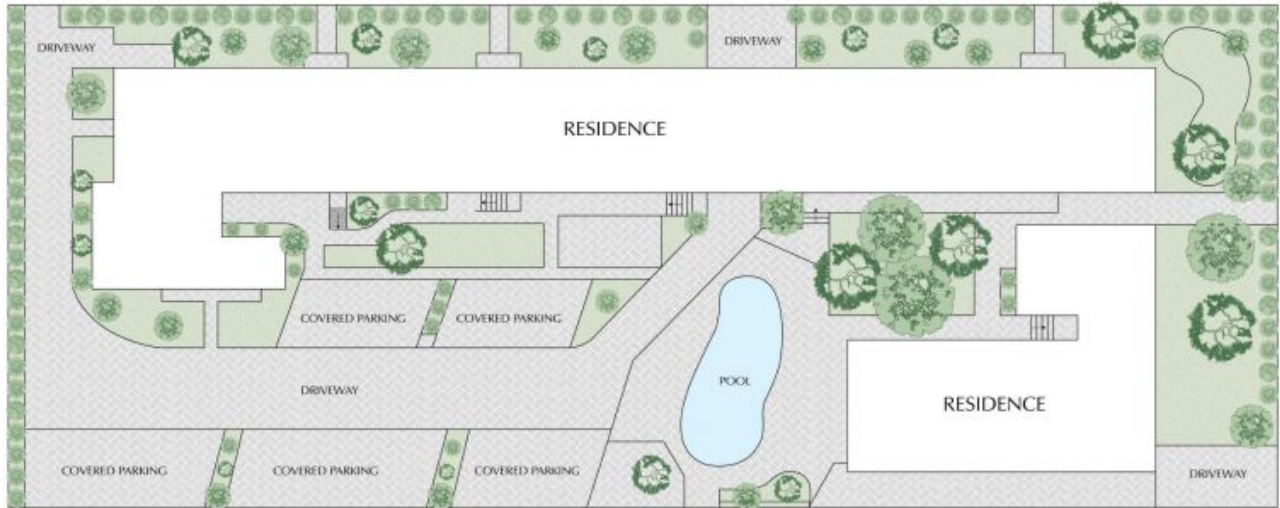 DRIVEWAY
DRIVEWAY
RESIDENCE
COVERED PARKING
COVERED PARKING
DRIVEWAY
POOL
RESIDENCE
COVERED PARKING
COVERED PARKING
COVERED PARKING
DRIVEWAY